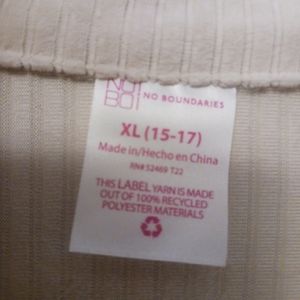 NO!
BO!
NO BOUNDARIES
XL (15-17)
Made in/Hecho en China
RN# 52469 T22
THIS LABEL YARN IS MADE
OUT OF 100% RECYCLED
POLYESTER MATERIALS